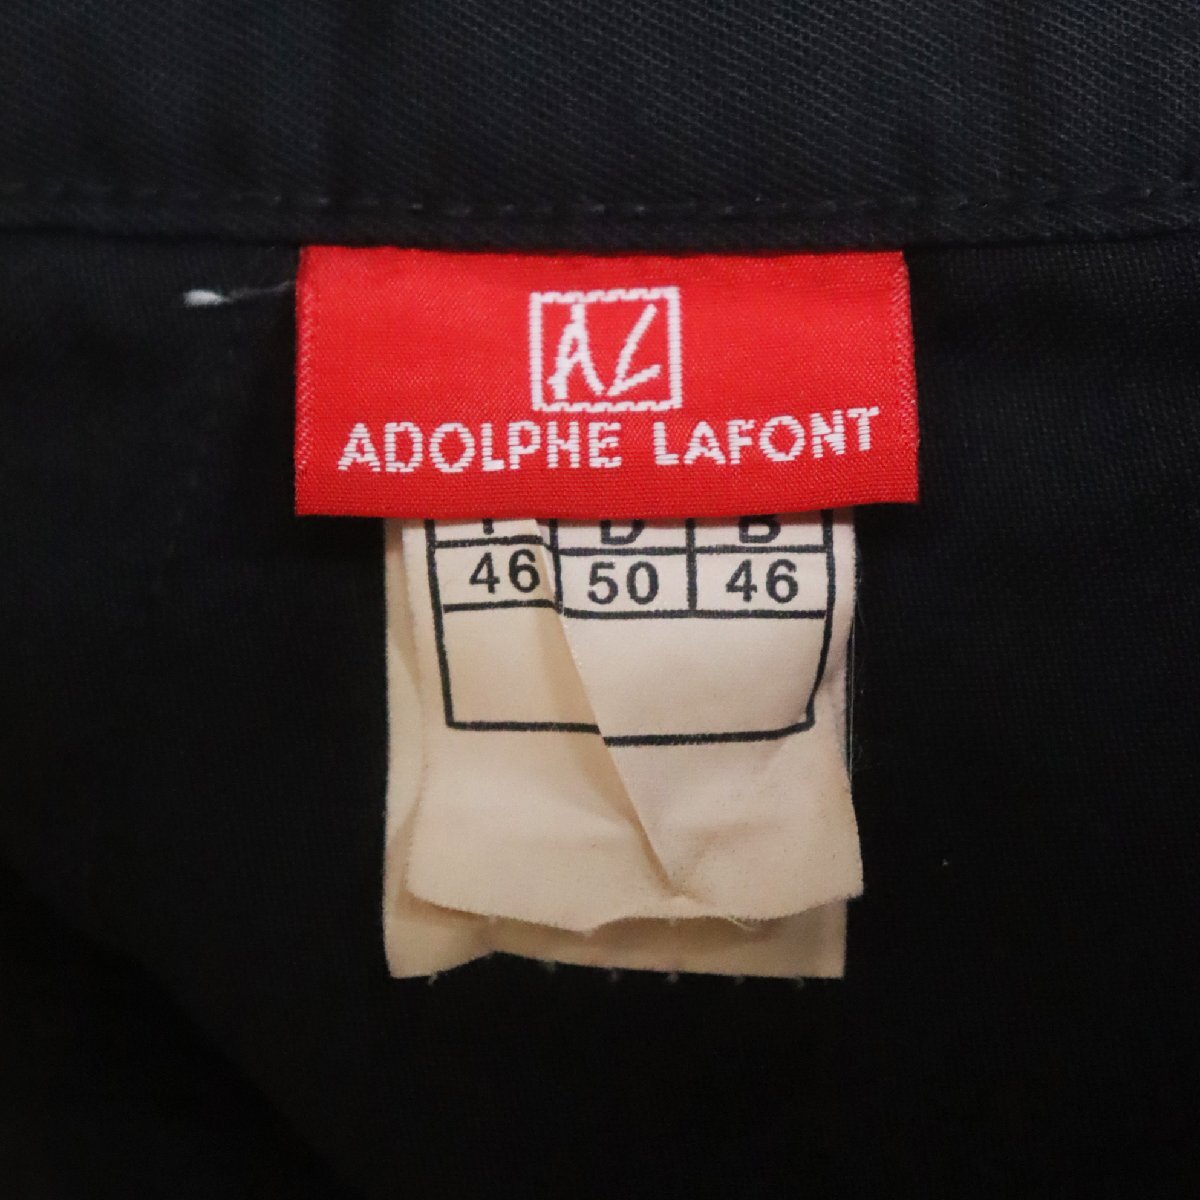 AL
ADOLPHE LAFONT
D B
46 50 46